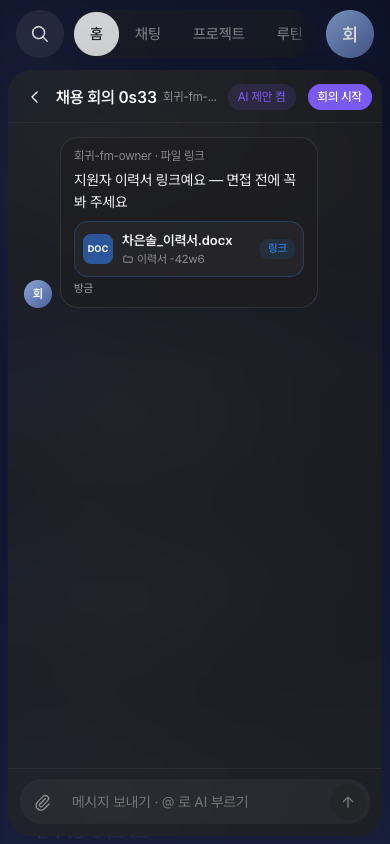 홈
채팅
프로젝트
루틴
회
채용 회의 0s33
회귀-fm-...
AI 제안 켬
회의 시작
회귀-fm-owner · 파일 링크
지원자 이력서 링크예요 — 면접 전에 꼭
봐 주세요
DOC
차은솔_이력서.docx
이력서 -42w6
링크
방금
회
메시지 보내기 · @ 로 AI 부르기